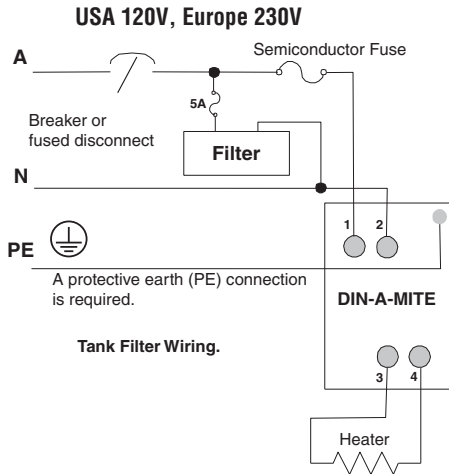 USA 120V, Europe 230V
A
Semiconductor Fuse
5A
Breaker or
fused disconnect
Filter
N
1 2
PE
A protective earth (PE) connection
is required.
DIN-A-MITE
Tank Filter Wiring.
3 4
Heater